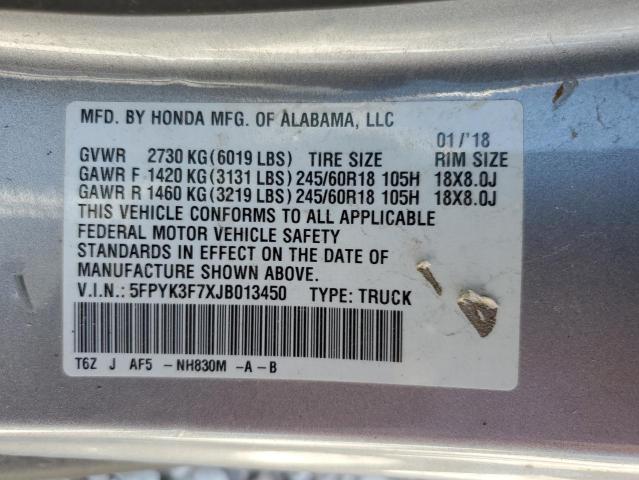 MFD. BY HONDA MFG. OF ALABAMA, LLC
01/'18
GVWR 2730 KG(6019 LBS) TIRE SIZE RIM SIZE
GAWR F 1420 KG(3131 LBS) 245/60R18 105H 18X8.0J
GAWR R 1460 KG(3219 LBS) 245/60R18 105H 18X8.0J
THIS VEHICLE CONFORMS TO ALL APPLICABLE
FEDERAL MOTOR VEHICLE SAFETY
STANDARDS IN EFFECT ON THE DATE OF
MANUFACTURE SHOWN ABOVE.
V.I.N.: 5FPYK3F7XJB013450 TYPE: TRUCK
T6Z J AF5 -NH830M -A-B